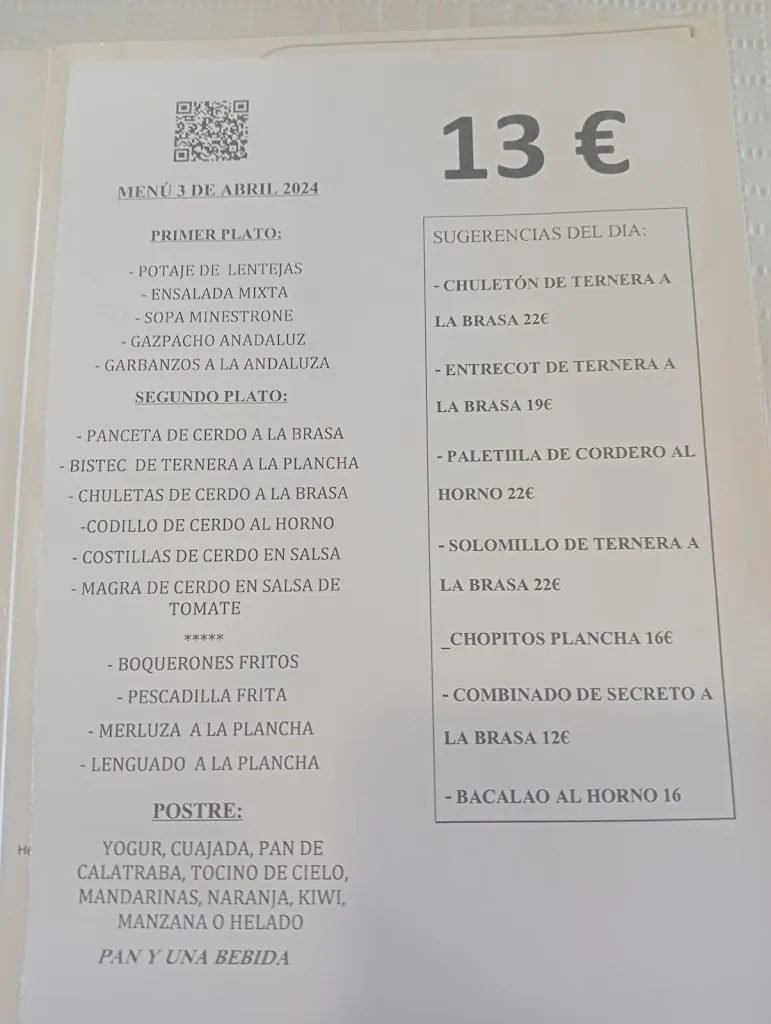 MENÚ 3 DE ABRIL 2024
PRIMER PLATO:
- POTAJE DE LENTEJAS
- ENSALADA MIXTA
- SOPA MINESTRONE
- GAZPACHO ANADALUZ
- GARBANZOS A LA ANDALUZA
SEGUNDO PLATO:
- PANCETA DE CERDO A LA BRASA
- BISTEC DE TERNERA A LA PLANCHA
- CHULETAS DE CERDO A LA BRASA
-CODILLO DE CERDO AL HORNO
- COSTILLAS DE CERDO EN SALSA
- MAGRA DE CERDO EN SALSA DE
TOMATE
*****
- BOQUERONES FRITOS
- PESCADILLA FRITA
- MERLUZA A LA PLANCHA
- LENGUADO A LA PLANCHA
POSTRE:
YOGUR, CUAJADA, PAN DE
CALATRABA, TOCINO DE CIELO,
MANDARINAS, NARANJA, KIWI,
MANZANA O HELADO
PAN Y UNA BEBIDA
13 €
SUGERENCIAS DEL DIA:
- CHULETÓN DE TERNERA A
LA BRASA 22€
- ENTRECOT DE TERNERA A
LA BRASA 19€
- PALETIILA DE CORDERO AL
HORNO 22€
- SOLOMILLO DE TERNERA A
LA BRASA 22€
_CHOPITOS PLANCHA 16€
- COMBINADO DE SECRETO A
LA BRASA 12€
- BACALAO AL HORNO 16